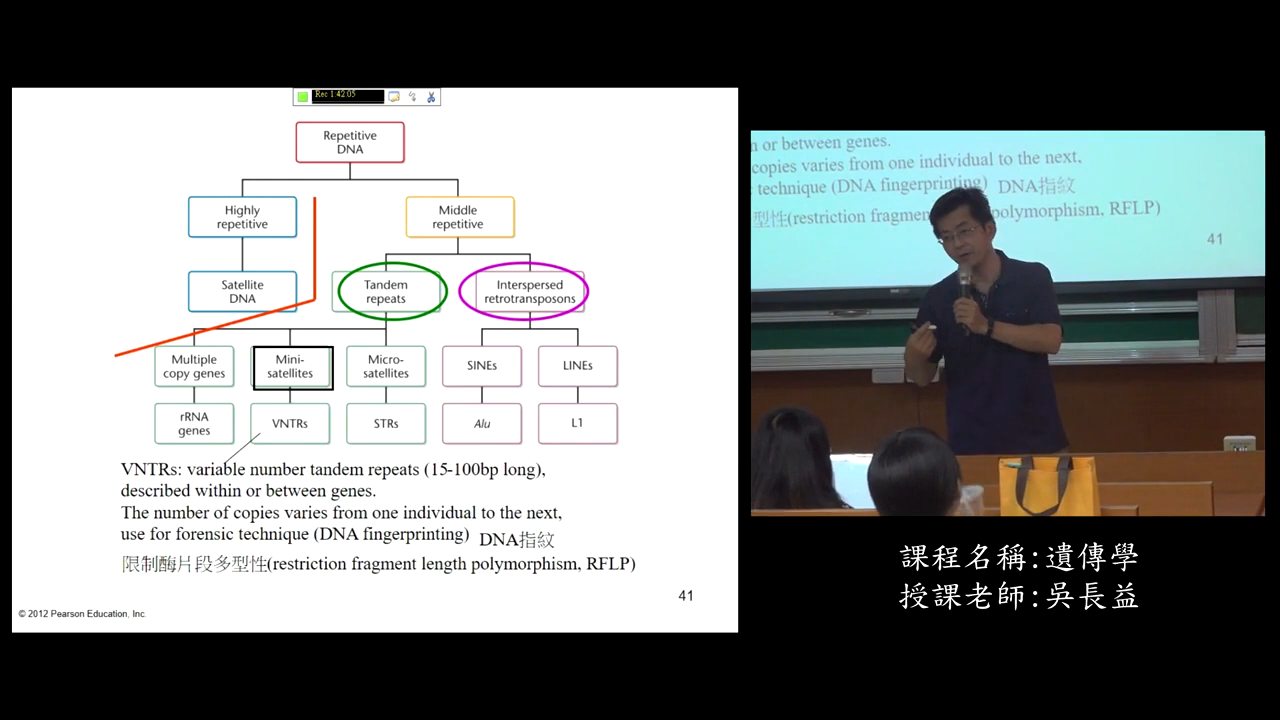 Rec 1:42:05
Repetitive
DNA
Highly
repetitive
Middle
repetitive
Satellite
DNA
Tandem
repeats
Interspersed
retrotransposons
Multiple
copy genes
Mini-
satellites
Micro-
satellites
SINEs
LINEs
rRNA
genes
VNTRs
STRs
Alu
L1
VNTRs: variable number tandem repeats (15-100bp long),
described within or between genes.
The number of copies varies from one individual to the next,
use for forensic technique (DNA fingerprinting) DNA指紋
限制酶片段多型性(restriction fragment length polymorphism, RFLP)
41
© 2012 Pearson Education, Inc.
n or between genes.
copies varies from one individual to the next,
technique (DNA fingerprinting) DNA指紋
型性(restriction fragmen polymorphism, RFLP)
41
課程名稱:遺傳學
授課老師:吳長益